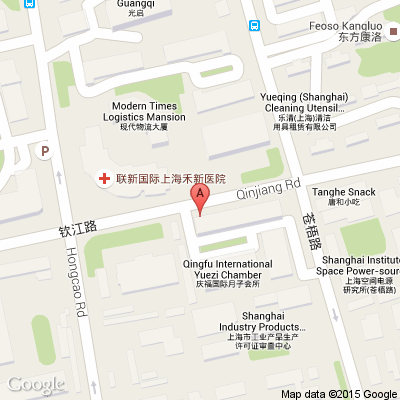 Guangqi
光启
Feoso Kangluo
东方康洛
Modern Times
Logistics Mansion
现代物流大厦
Yueqing (Shanghai)
Cleaning Utensil...
乐清(上海)清洁
用具租赁有限公司
P
联新国际上海禾新医院
A
Qinjiang Rd
Tanghe Snack
唐和小吃
钦江路
苍梧路
Hongcao Rd
Qingfu International
Yuezi Chamber
庆福国际月子会所
Shanghai Institute
Space Power-sour
上海空间电源
研究所(苍梧路)
Shanghai
Industry Products...
上海市工业产品生产
许可证审查中心
Google
Map data ©2015 Google